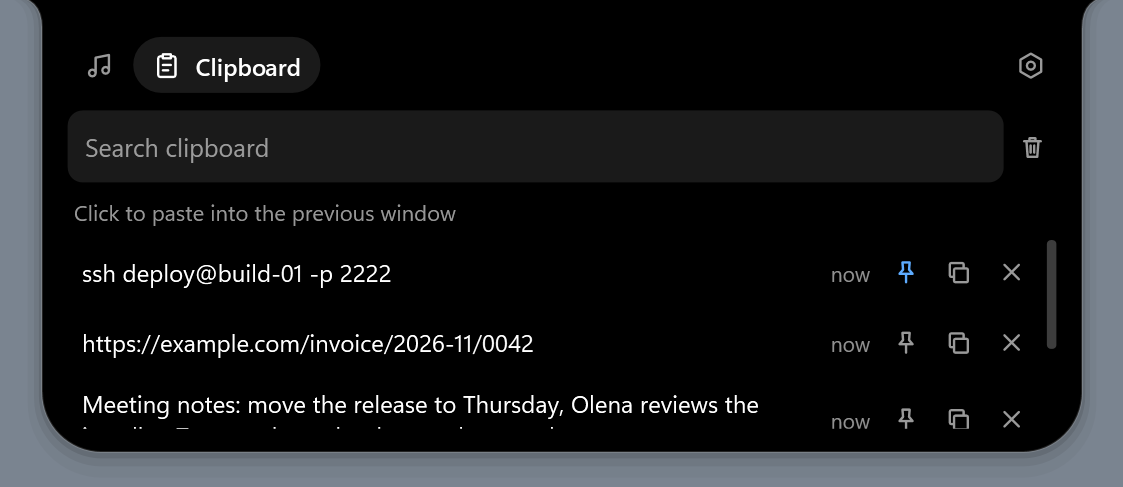 Clipboard
Search clipboard
Click to paste into the previous window
ssh deploy@build-01 -p 2222 now
https://example.com/invoice/2026-11/0042 now
Meeting notes: move the release to Thursday, Olena reviews the
now